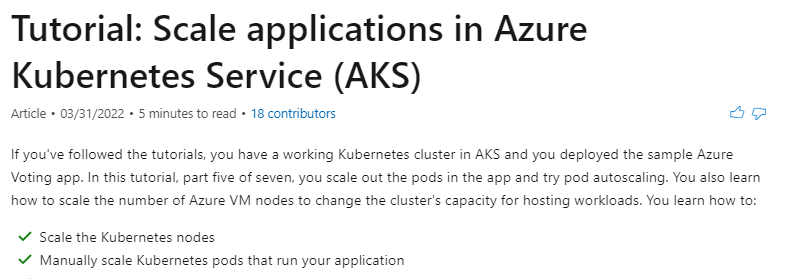 Tutorial: Scale applications in Azure
Kubernetes Service (AKS)
Article • 03/31/2022 • 5 minutes to read • 18 contributors
If you've followed the tutorials, you have a working Kubernetes cluster in AKS and you deployed the sample Azure
Voting app. In this tutorial, part five of seven, you scale out the pods in the app and try pod autoscaling. You also learn
how to scale the number of Azure VM nodes to change the cluster's capacity for hosting workloads. You learn how to:
Scale the Kubernetes nodes
Manually scale Kubernetes pods that run your application